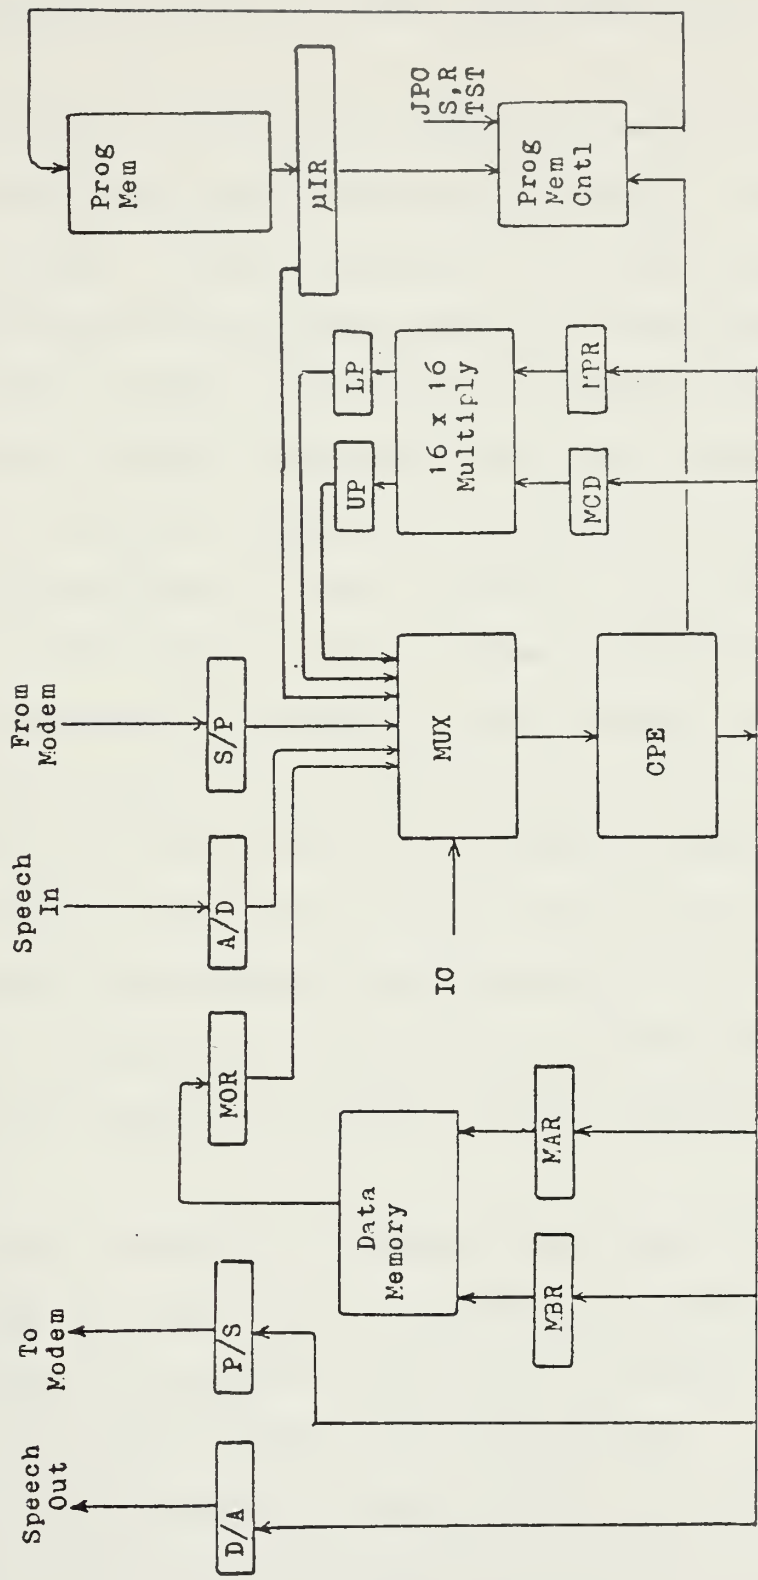 Speech
Out
To
Modem
Speech
In
From
Modem
D/A
P/S
MOR
A/D
S/P
Prog
Mem
µIR
Data
Memory
MBR
MAR
IO
MUX
CPE
UP
LP
16 x 16
Multiply
MCD
MPR
JPO
S,R
TST
Prog
Mem
Cntl